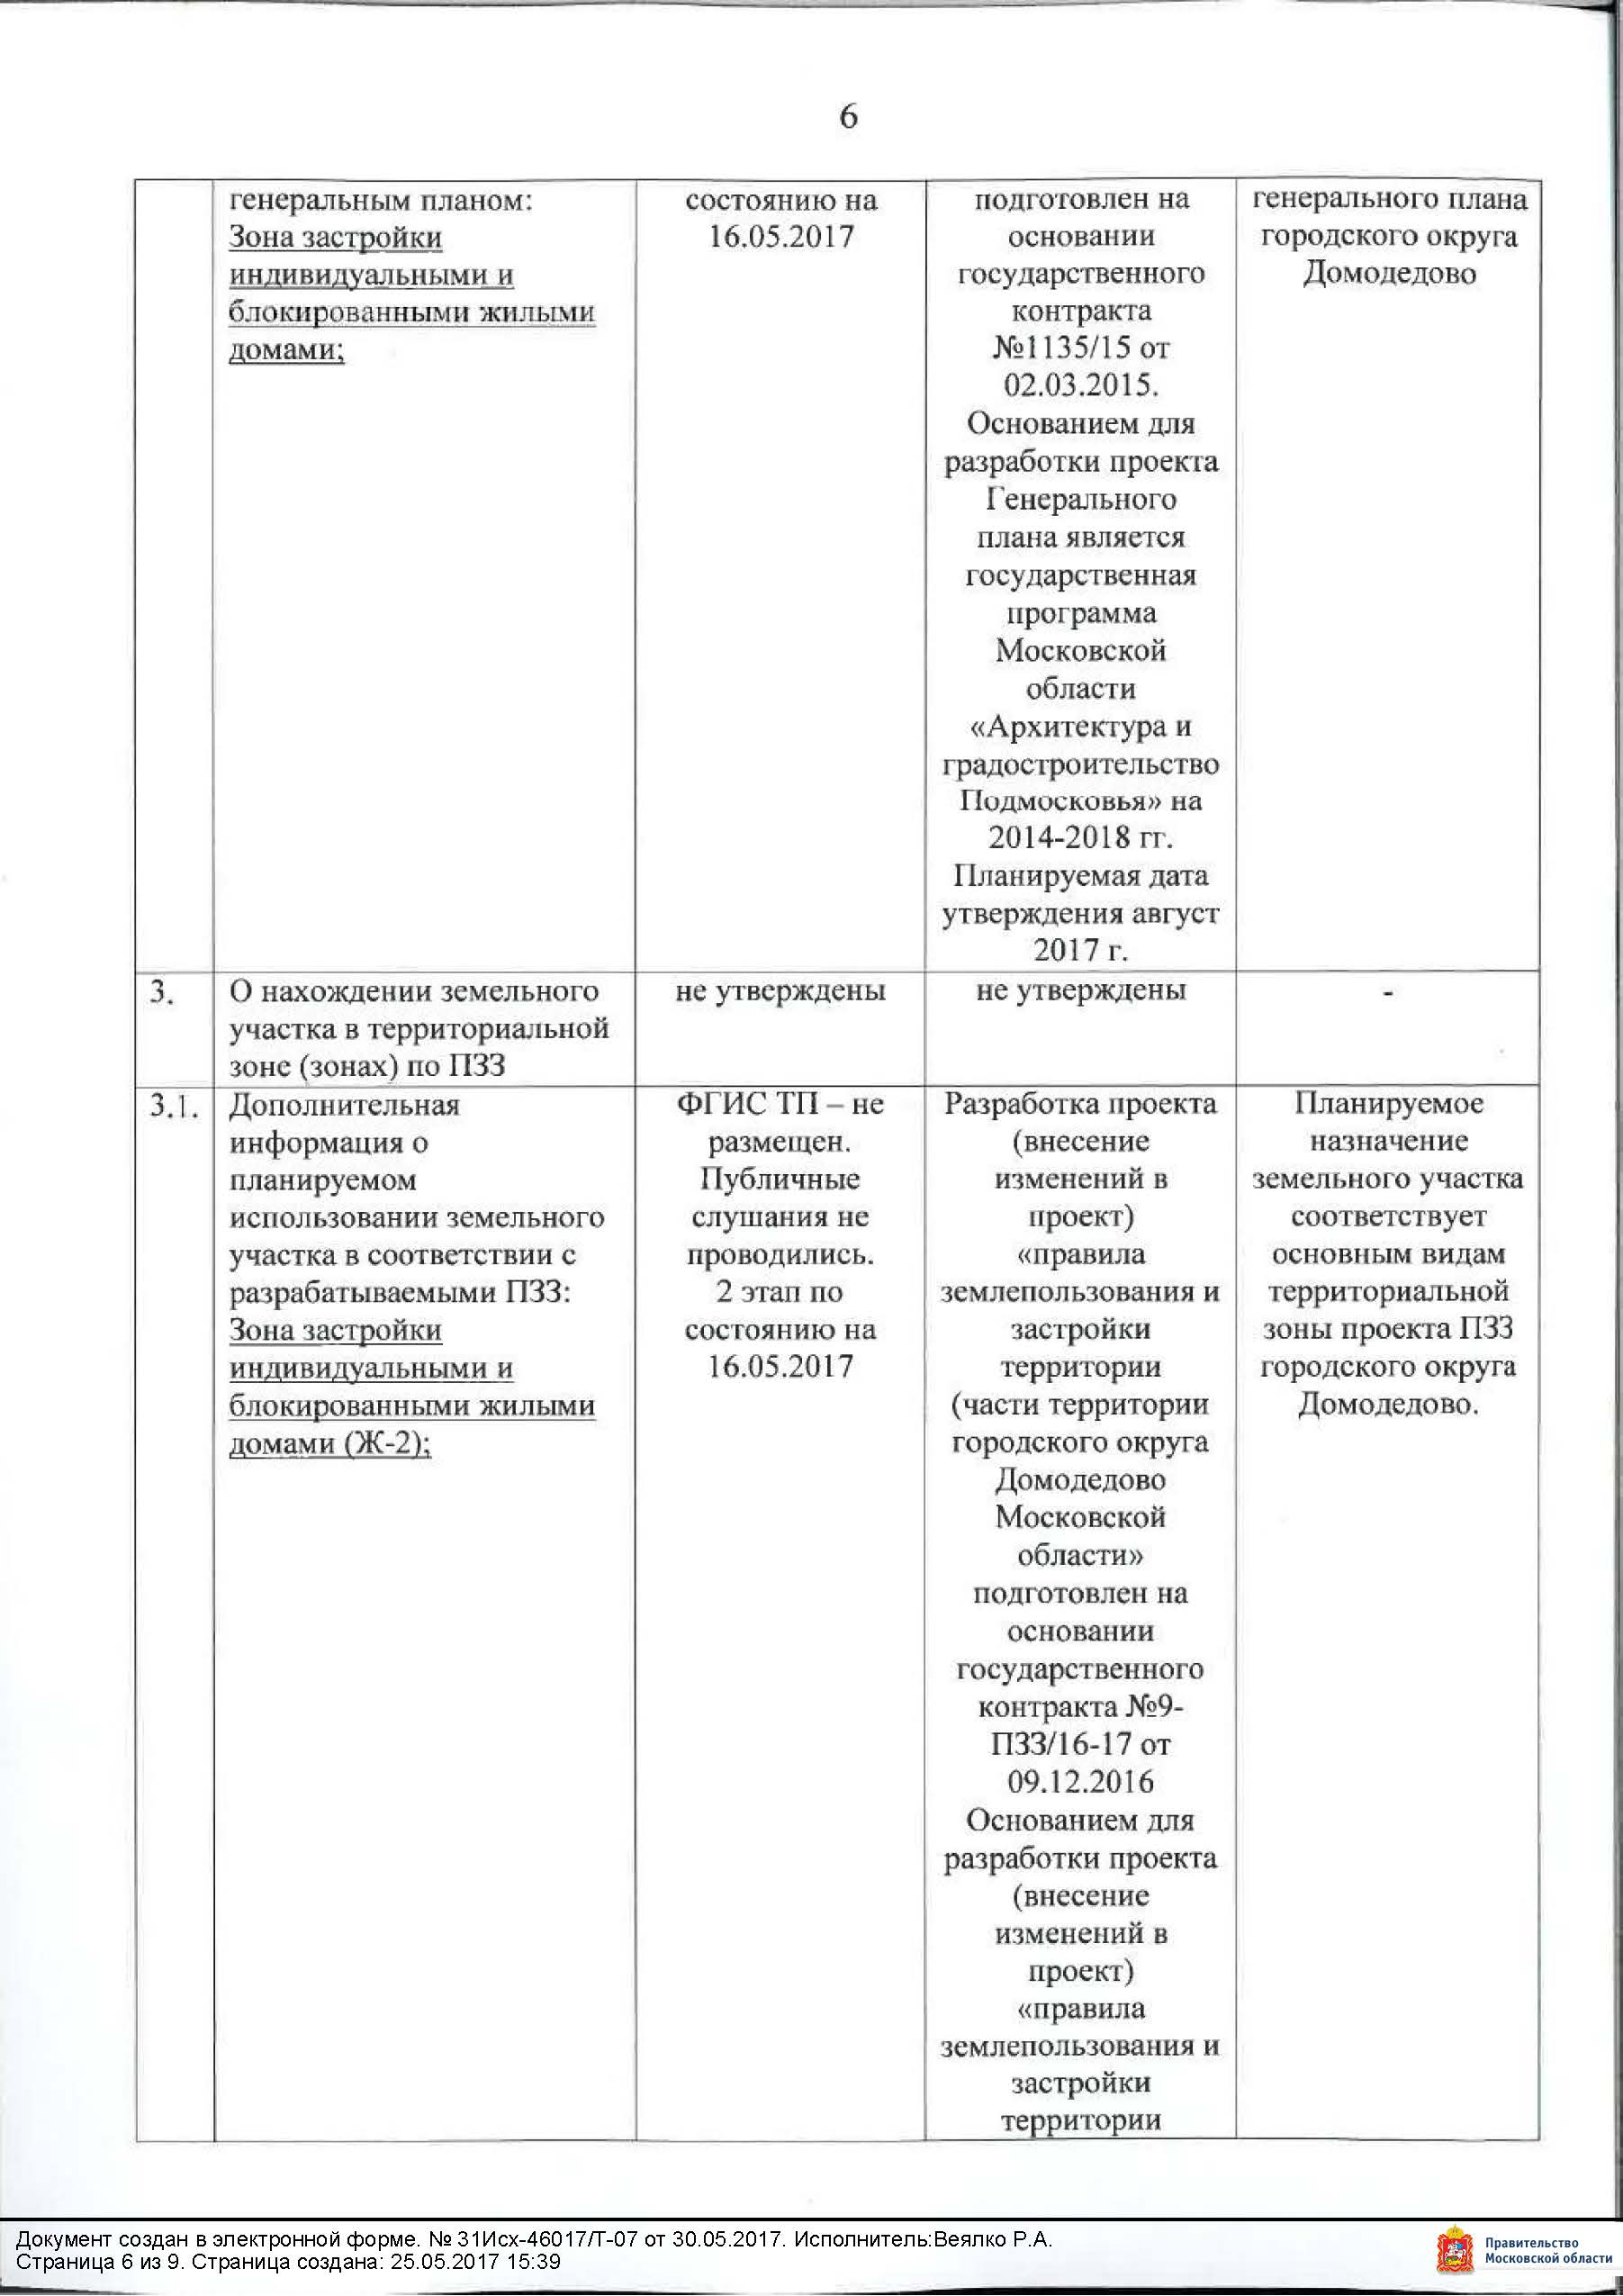 6
генеральным планом:
Зона застройки
индивидуальными и
блокированными жилыми
домами;
состоянию на
16.05.2017
подготовлен на
основании
государственного
контракта
№1135/15 от
02.03.2015.
Основанием для
разработки проекта
Генерального
плана является
государственная
программа
Московской
области
«Архитектура и
градостроительство
Подмосковья» на
2014-2018 гг.
Планируемая дата
утверждения август
2017 г.
генерального плана
городского округа
Домодедово
3.
О нахождении земельного
участка в территориальной
зоне (зонах) по ПЗЗ
не утверждены
не утверждены
-
3.1.
Дополнительная
информация о
планируемом
использовании земельного
участка в соответствии с
разрабатываемыми ПЗЗ:
Зона застройки
индивидуальными и
блокированными жилыми
домами (Ж-2);
ФГИС ТП – не
размещен.
Публичные
слушания не
проводились.
2 этап по
состоянию на
16.05.2017
Разработка проекта
(внесение
изменений в
проект)
«правила
землепользования и
застройки
территории
(части территории
городского округа
Домодедово
Московской
области»
подготовлен на
основании
государственного
контракта №9-
ПЗЗ/16-17 от
09.12.2016
Основанием для
разработки проекта
(внесение
изменений в
проект)
«правила
землепользования и
застройки
территории
Планируемое
назначение
земельного участка
соответствует
основным видам
территориальной
зоны проекта ПЗЗ
городского округа
Домодедово.
Документ создан в электронной форме. № 31Исх-46017/Т-07 от 30.05.2017. Исполнитель:Веялко Р.А.
Страница 6 из 9. Страница создана: 25.05.2017 15:39
Правительство
Московской области